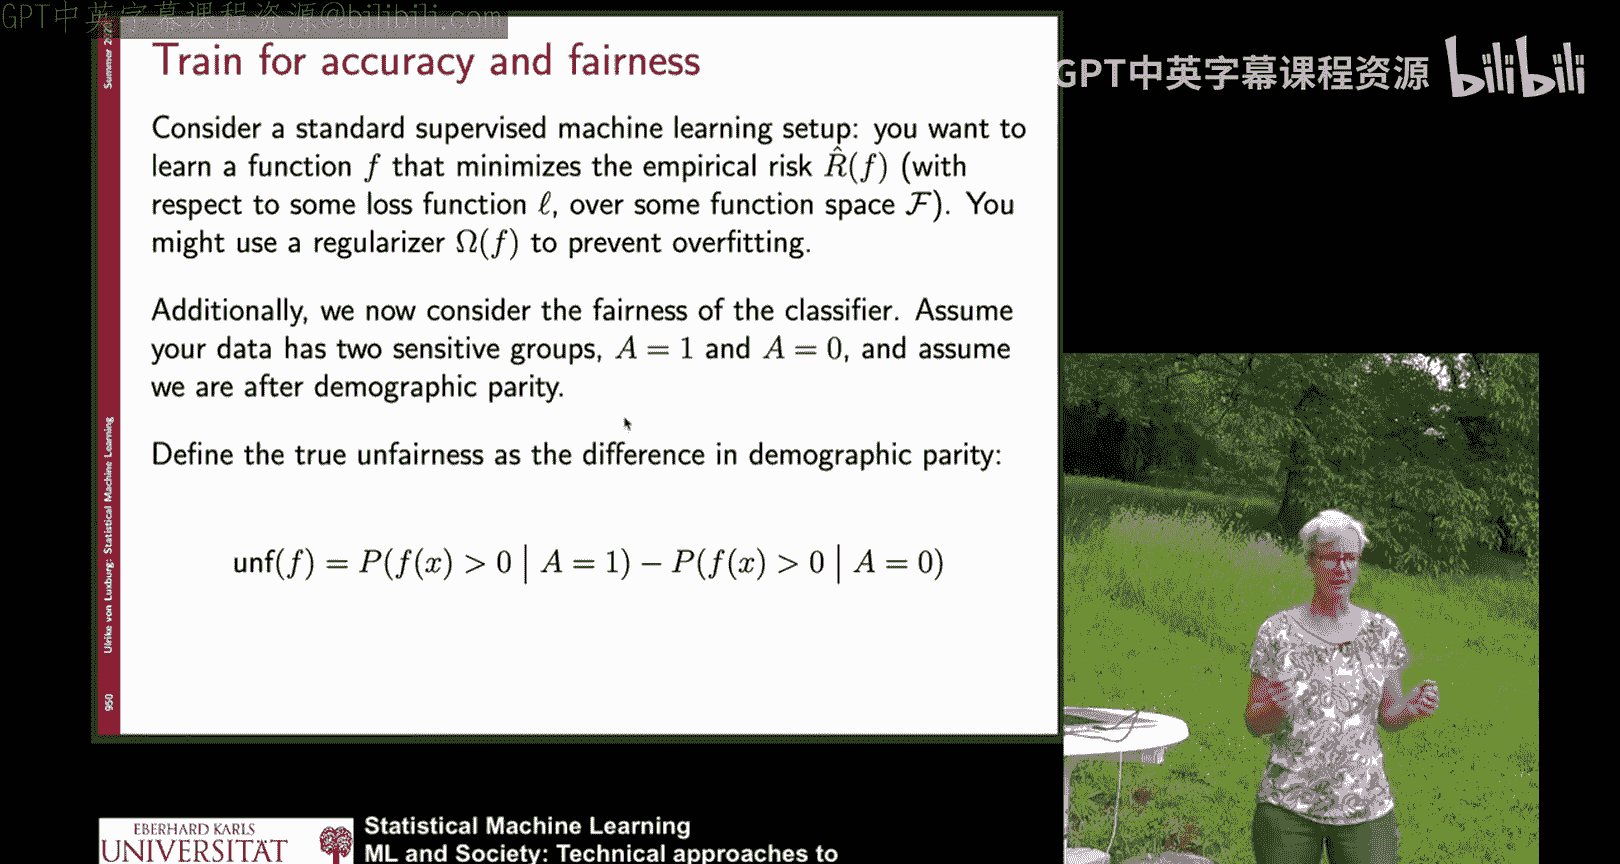 GPT中英字幕课程资源@bilibili.com
GPT中英字幕课程资源 bilibili
Train for accuracy and fairness
Consider a standard supervised machine learning setup: you want to
learn a function f that minimizes the empirical risk R̂(f) (with
respect to some loss function ℓ, over some function space ℱ). You
might use a regularizer Ω(f) to prevent overfitting.
Additionally, we now consider the fairness of the classifier. Assume
your data has two sensitive groups, A = 1 and A = 0, and assume
we are after demographic parity.
Define the true unfairness as the difference in demographic parity:
unf(f) = P(f(x) > 0 | A = 1) − P(f(x) > 0 | A = 0)
Summer
Ulrike von Luxburg: Statistical Machine Learning
950
EBERHARD KARLS
UNIVERSITÄT
Statistical Machine Learning
ML and Society: Technical approaches to